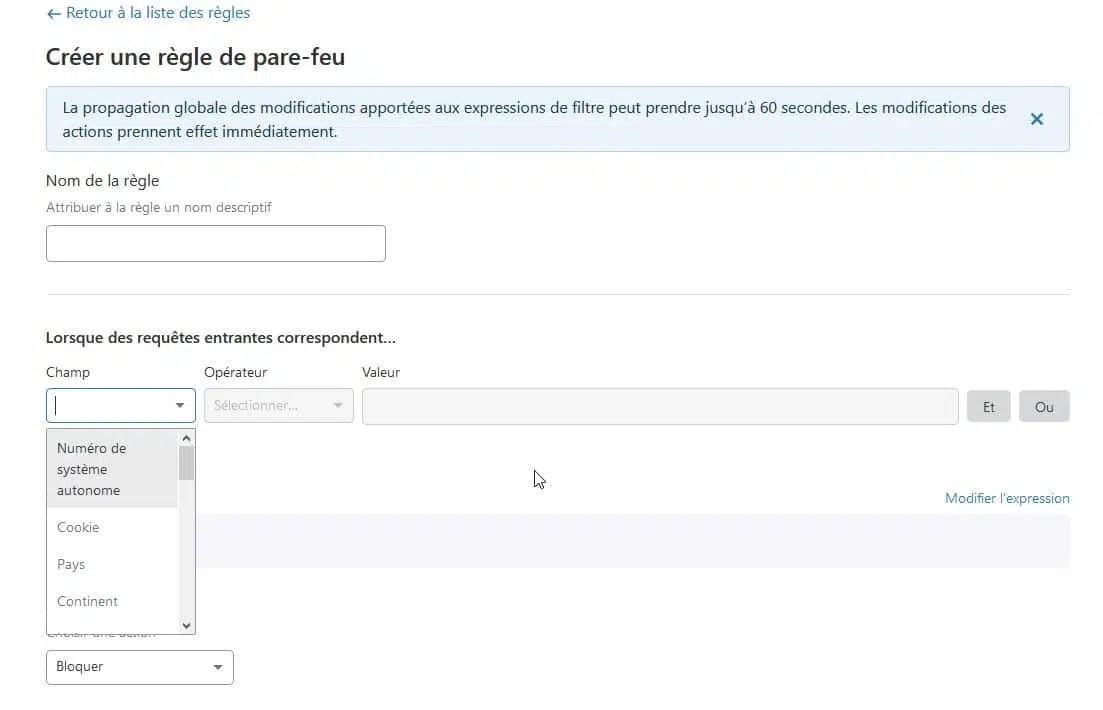 ← Retour à la liste des règles
Créer une règle de pare-feu
La propagation globale des modifications apportées aux expressions de filtre peut prendre jusqu'à 60 secondes. Les modifications des
actions prennent effet immédiatement.
Nom de la règle
Attribuer à la règle un nom descriptif
Lorsque des requêtes entrantes correspondent...
Champ Opérateur Valeur
Sélectionner... Et Ou
Numéro de
système
autonome
Modifier l'expression
Cookie
Pays
Continent
Choisir une action
Bloquer